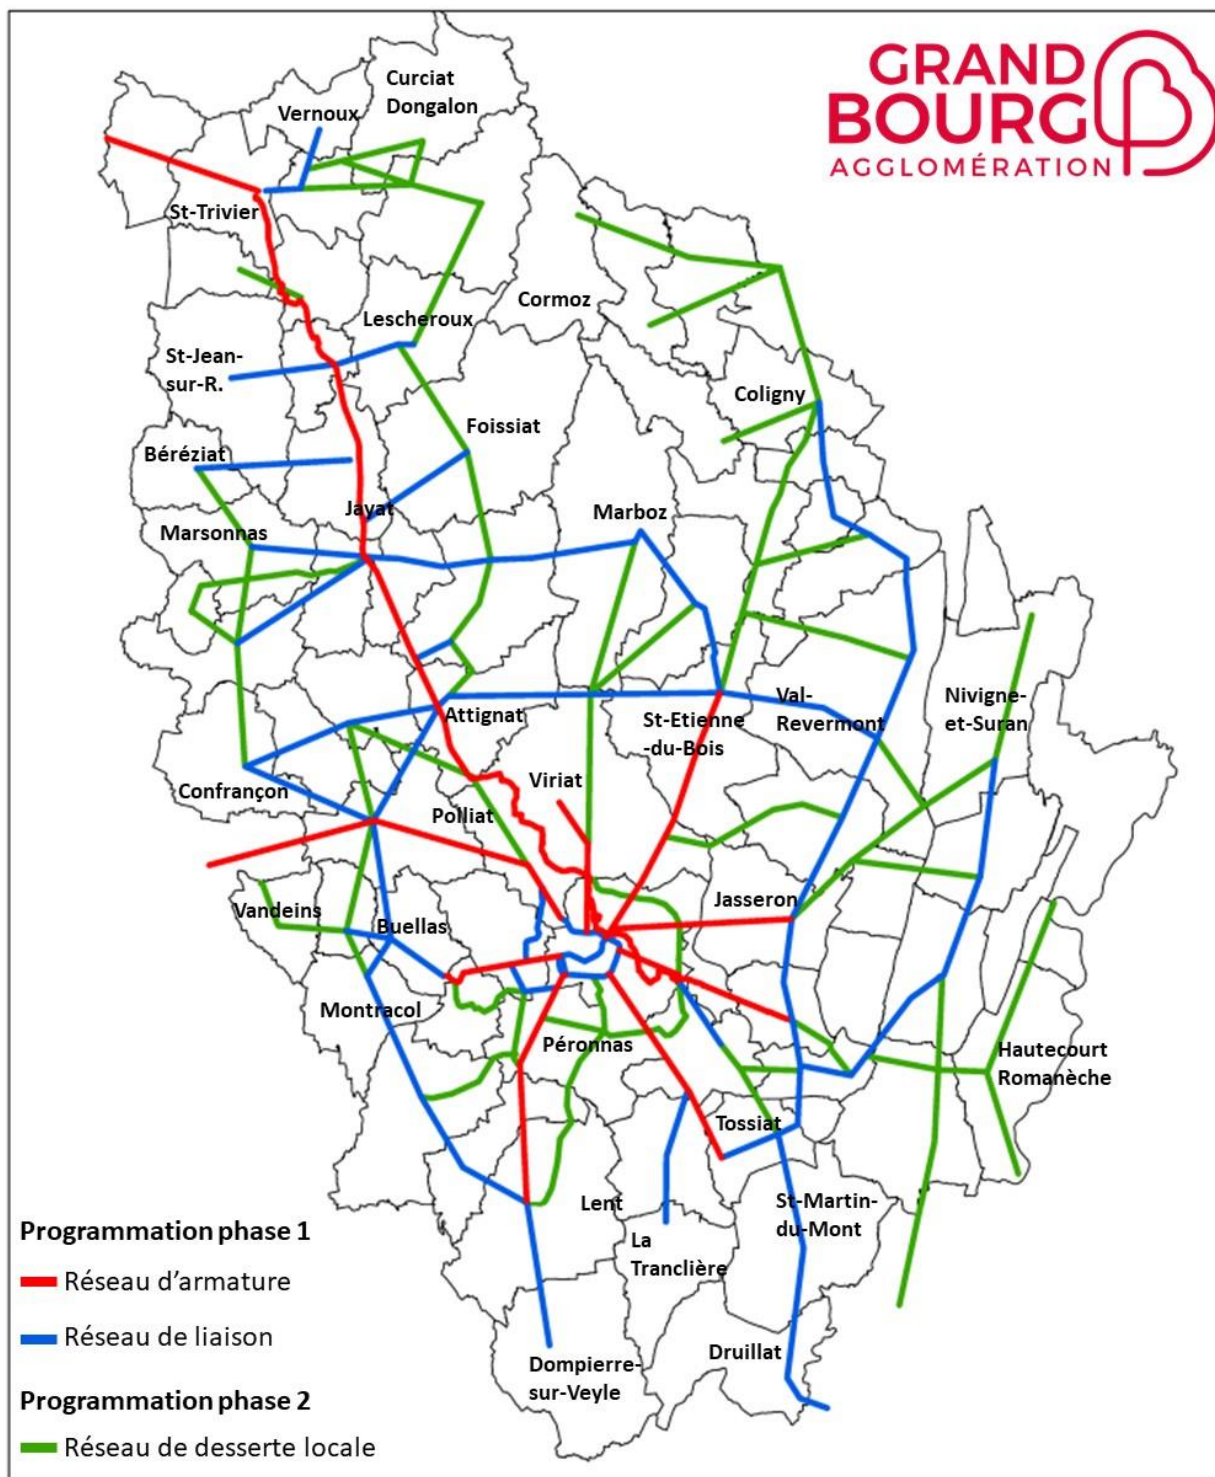 GRAND
BOURG
AGGLOMÉRATION
Curciat
Dongalon
Vernoux
St-Trivier
Cormoz
Lescheroux
St-Jean-
sur-R.
Coligny
Foissiat
Béréziat
Jayat
Marboz
Marsonnas
Attignat
St-Etienne
-du-Bois
Val-
Revermont
Nivigne-
et-Suran
Viriat
Confrançon
Polliat
Jasseron
Vandeins
Buellas
Montracol
Péronnas
Hautecourt
Romanèche
Tossiat
Lent
St-Martin-
du-Mont
La
Tranclière
Druillat
Dompierre-
sur-Veyle
Programmation phase 1
Réseau d’armature
Réseau de liaison
Programmation phase 2
Réseau de desserte locale